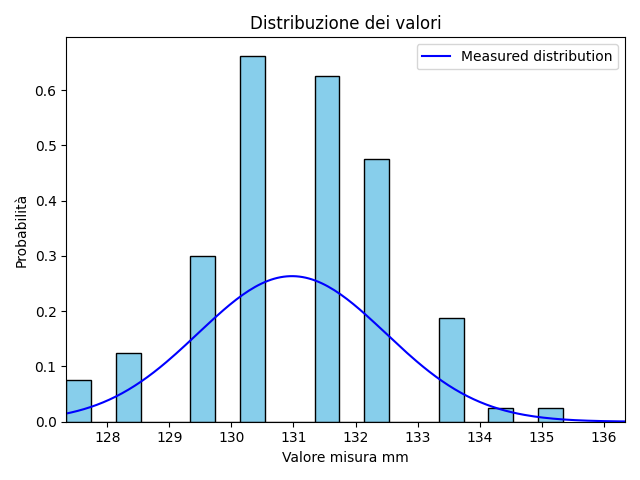 Distribuzione dei valori
Measured distribution
Probabilità
0.6
0.5
0.4
0.3
0.2
0.1
0.0
128 129 130 131 132 133 134 135 136
Valore misura mm